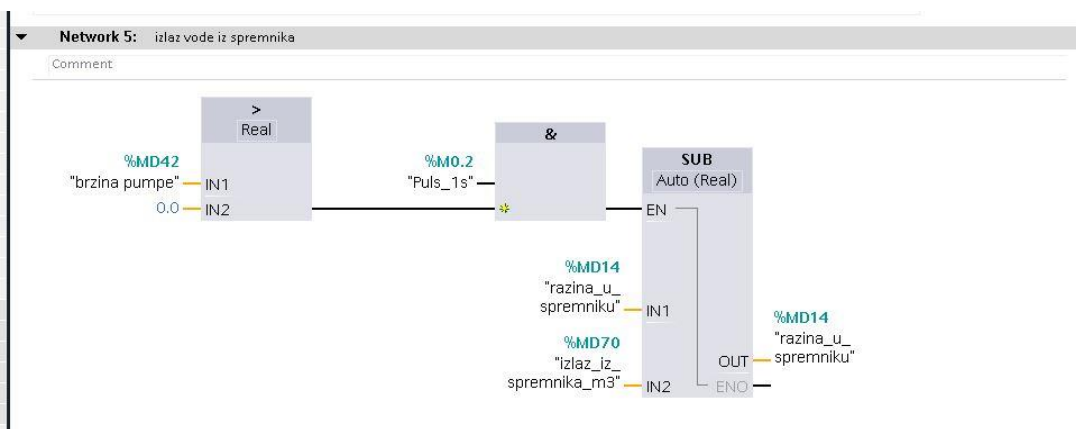 Network 5: izlaz vode iz spremnika
Comment
>
Real
%MD42
"brzina pumpe"
IN1
0.0
IN2
&
%M0.2
"Puls_1s"
SUB
Auto (Real)
EN
%MD14
"razina_u_
spremniku"
IN1
%MD70
"izlaz_iz_
spremnika_m3"
IN2
%MD14
"razina_u_
spremniku"
OUT
ENO